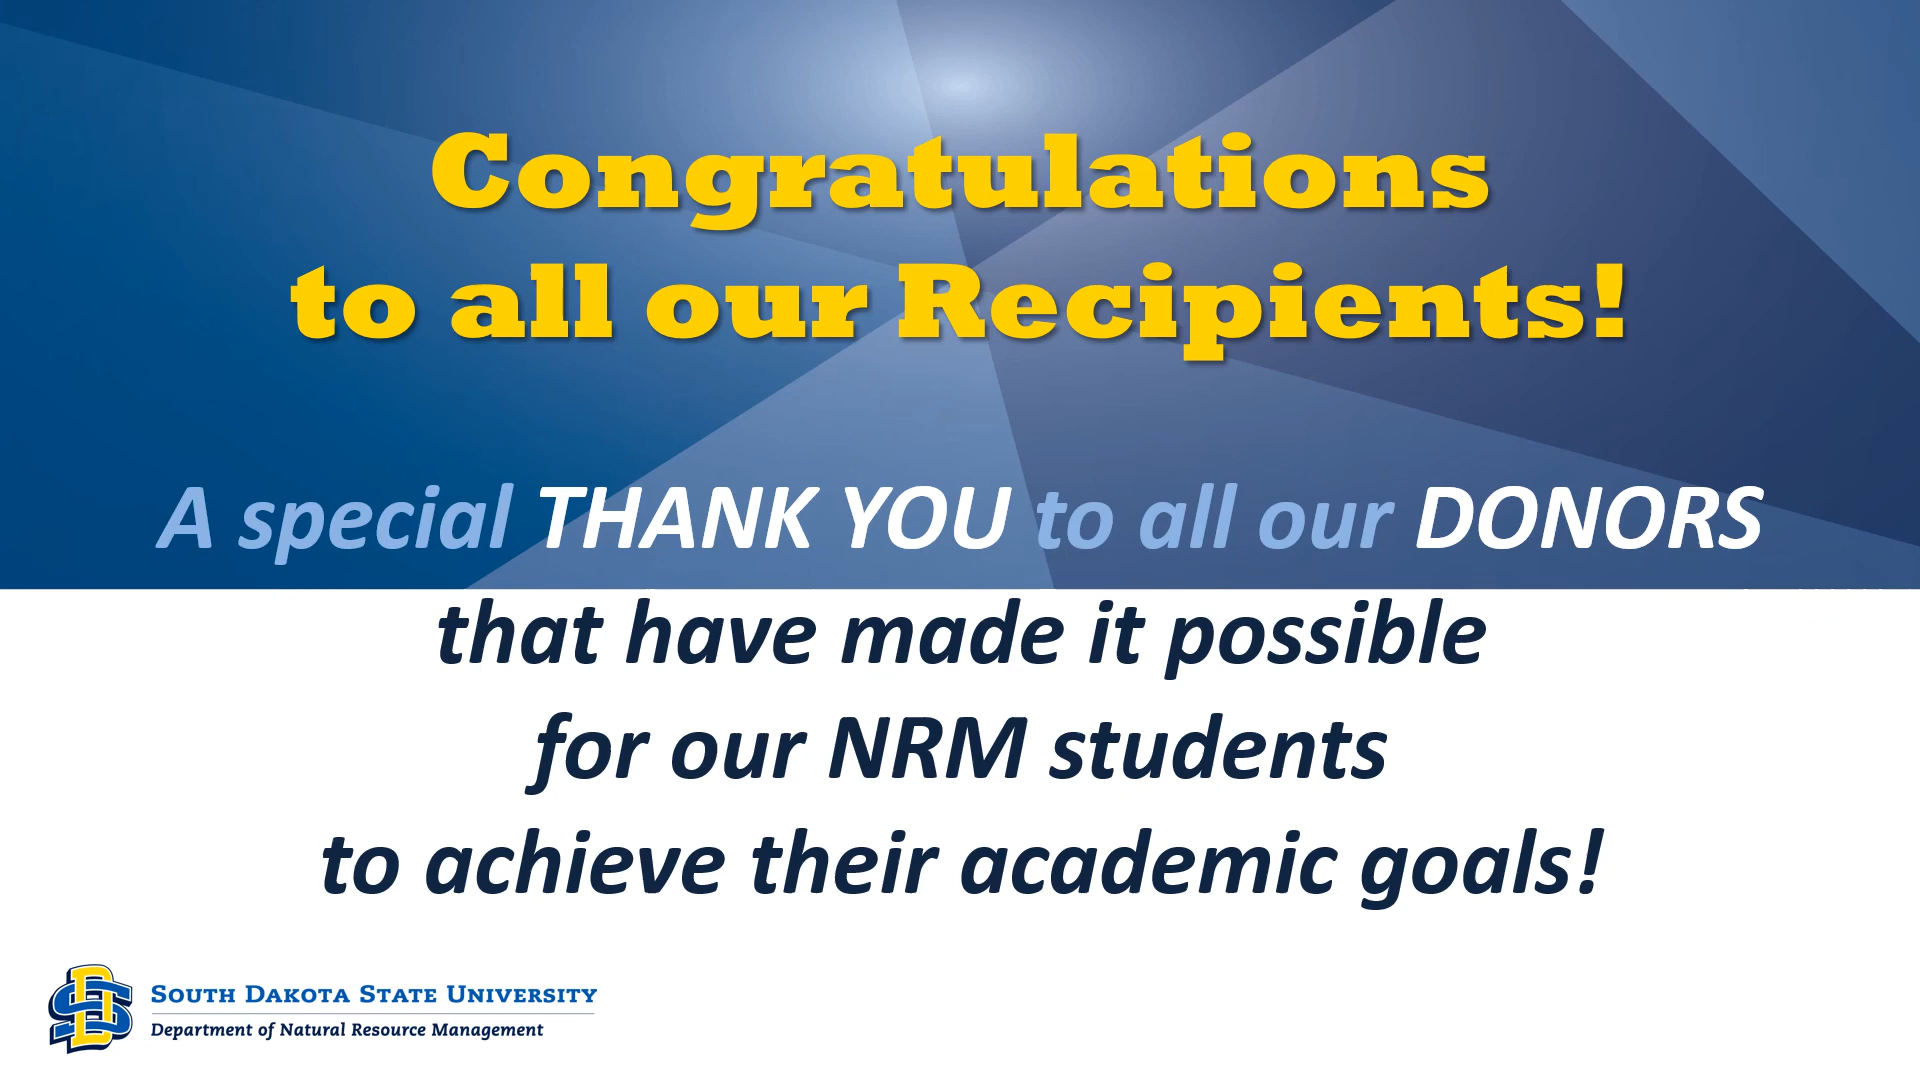 Congratulations
to all our Recipients!
A special THANK YOU to all our DONORS
that have made it possible
for our NRM students
to achieve their academic goals!
SOUTH DAKOTA STATE UNIVERSITY
Department of Natural Resource Management